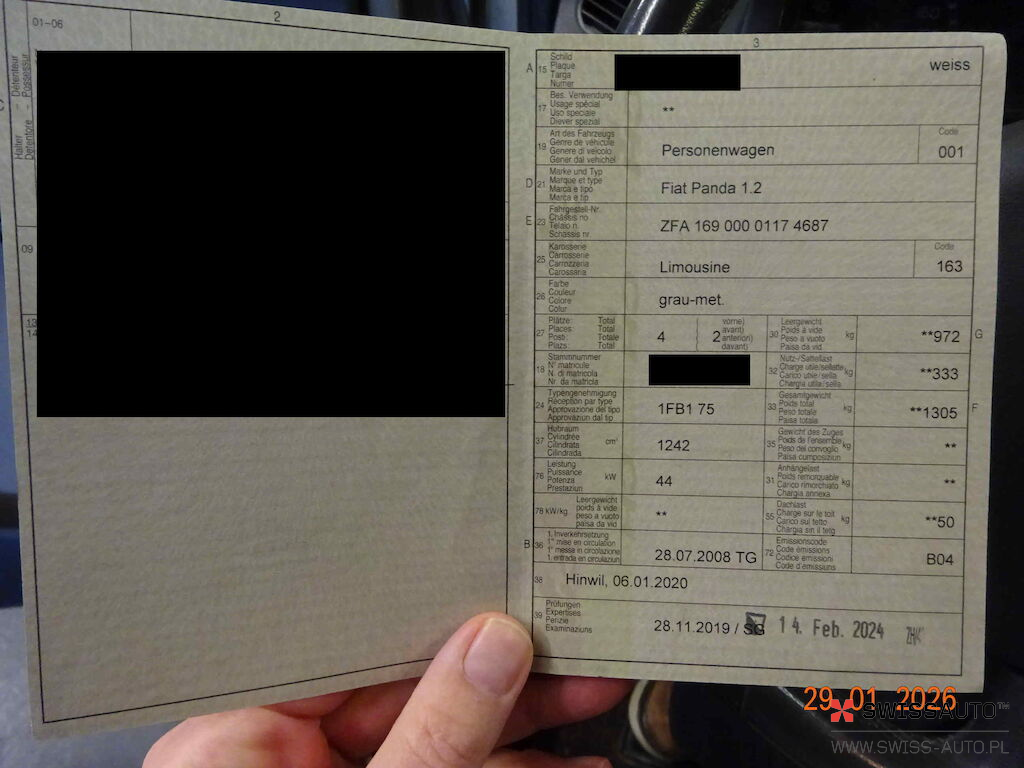 2
01-06
Halter - Détenteur
Detentore - Possessur
09
13
14
3
A 15 Schild
Plaque
Targa
Numer
weiss
17 Bes. Verwendung
Usage spécial
Uso speciale
Diever spezial
**
19 Art des Fahrzeugs
Genre de véhicule
Genere di veicolo
Gener dal vehichel
Personenwagen
Code
001
D 21 Marke und Typ
Marque et type
Marca e tipo
Marca e tip
Fiat Panda 1.2
E 23 Fahrgestell-Nr.
Châssis no
Telaio n.
Schassis nr.
ZFA 169 000 0117 4687
25 Karosserie
Carrosserie
Carrozzeria
Carossaria
Limousine
Code
163
26 Farbe
Couleur
Colore
Colur
grau-met.
27 Plätze: Total
Places: Total
Posti: Totale
Plazs: Total
4
2
vorne)
avant)
anteriori)
davant)
30 Leergewicht
Poids à vide
Peso a vuoto
Paisa da vid
kg
**972
G
18 Stammnummer
N° matricule
N. di matricola
Nr. da matricla
32 Nutz-/Sattellast
Charge utile/sellette
Carico utile/sella
Chargia utila/sella
kg
**333
24 Typengenehmigung
Réception par type
Approvazione del tipo
Approvaziun dal tip
1FB1 75
33 Gesamtgewicht
Poids total
Peso totale
Paisa totala
kg
**1305
F
37 Hubraum
Cylindrée
Cilindrata
Cilindrada
cm³
1242
35 Gewicht des Zuges
Poids de l'ensemble
Peso del convoglio
Paisa cumposiziun
kg
**
76 Leistung
Puissance
Potenza
Prestaziun
kW
44
31 Anhängelast
Poids remorquable
Carico rimorchiato
Chargia annexa
kg
**
78 kW/kg
Leergewicht
poids à vide
peso a vuoto
paisa da vid
**
55 Dachlast
Charge sur le toit
Carico sul tetto
Chargia sin il tetg
kg
**50
B 36 1. Inverkehrsetzung
1re mise en circulation
1a messa in circolazione
1. entrada en circulaziun
28.07.2008 TG
72 Emissionscode
Code émissions
Codice emissioni
Code d'emissiuns
B04
38 Hinwil, 06.01.2020
39 Prüfungen
Expertises
Perizie
Examinaziuns
28.11.2019 / SG
14. Feb. 2024
29.01.2026
SWISSAUTO™
WWW.SWISS-AUTO.PL